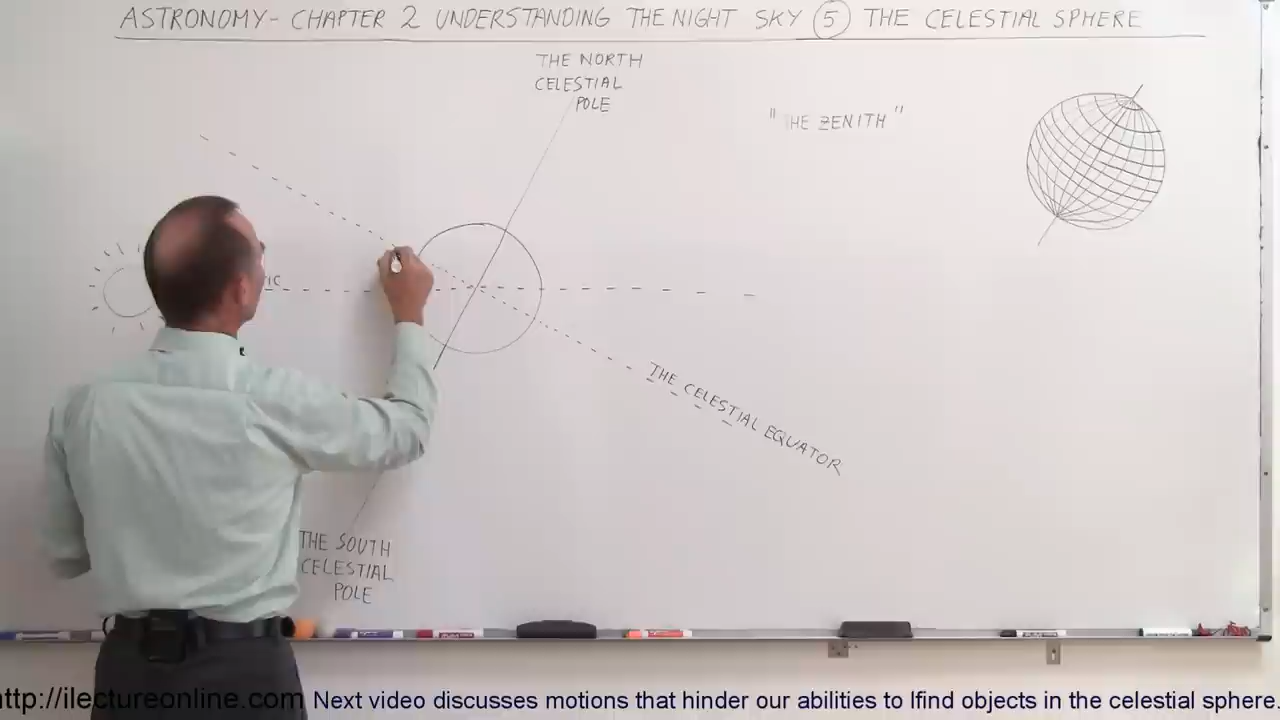 ASTRONOMY- CHAPTER 2 UNDERSTANDING THE NIGHT SKY 5 THE CELESTIAL SPHERE
THE NORTH
CELESTIAL
POLE
"THE ZENITH"
IC
THE CELESTIAL EQUATOR
THE SOUTH
CELESTIAL
POLE
http://ilectureonline.com Next video discusses motions that hinder our abilities to lfind objects in the celestial sphere.